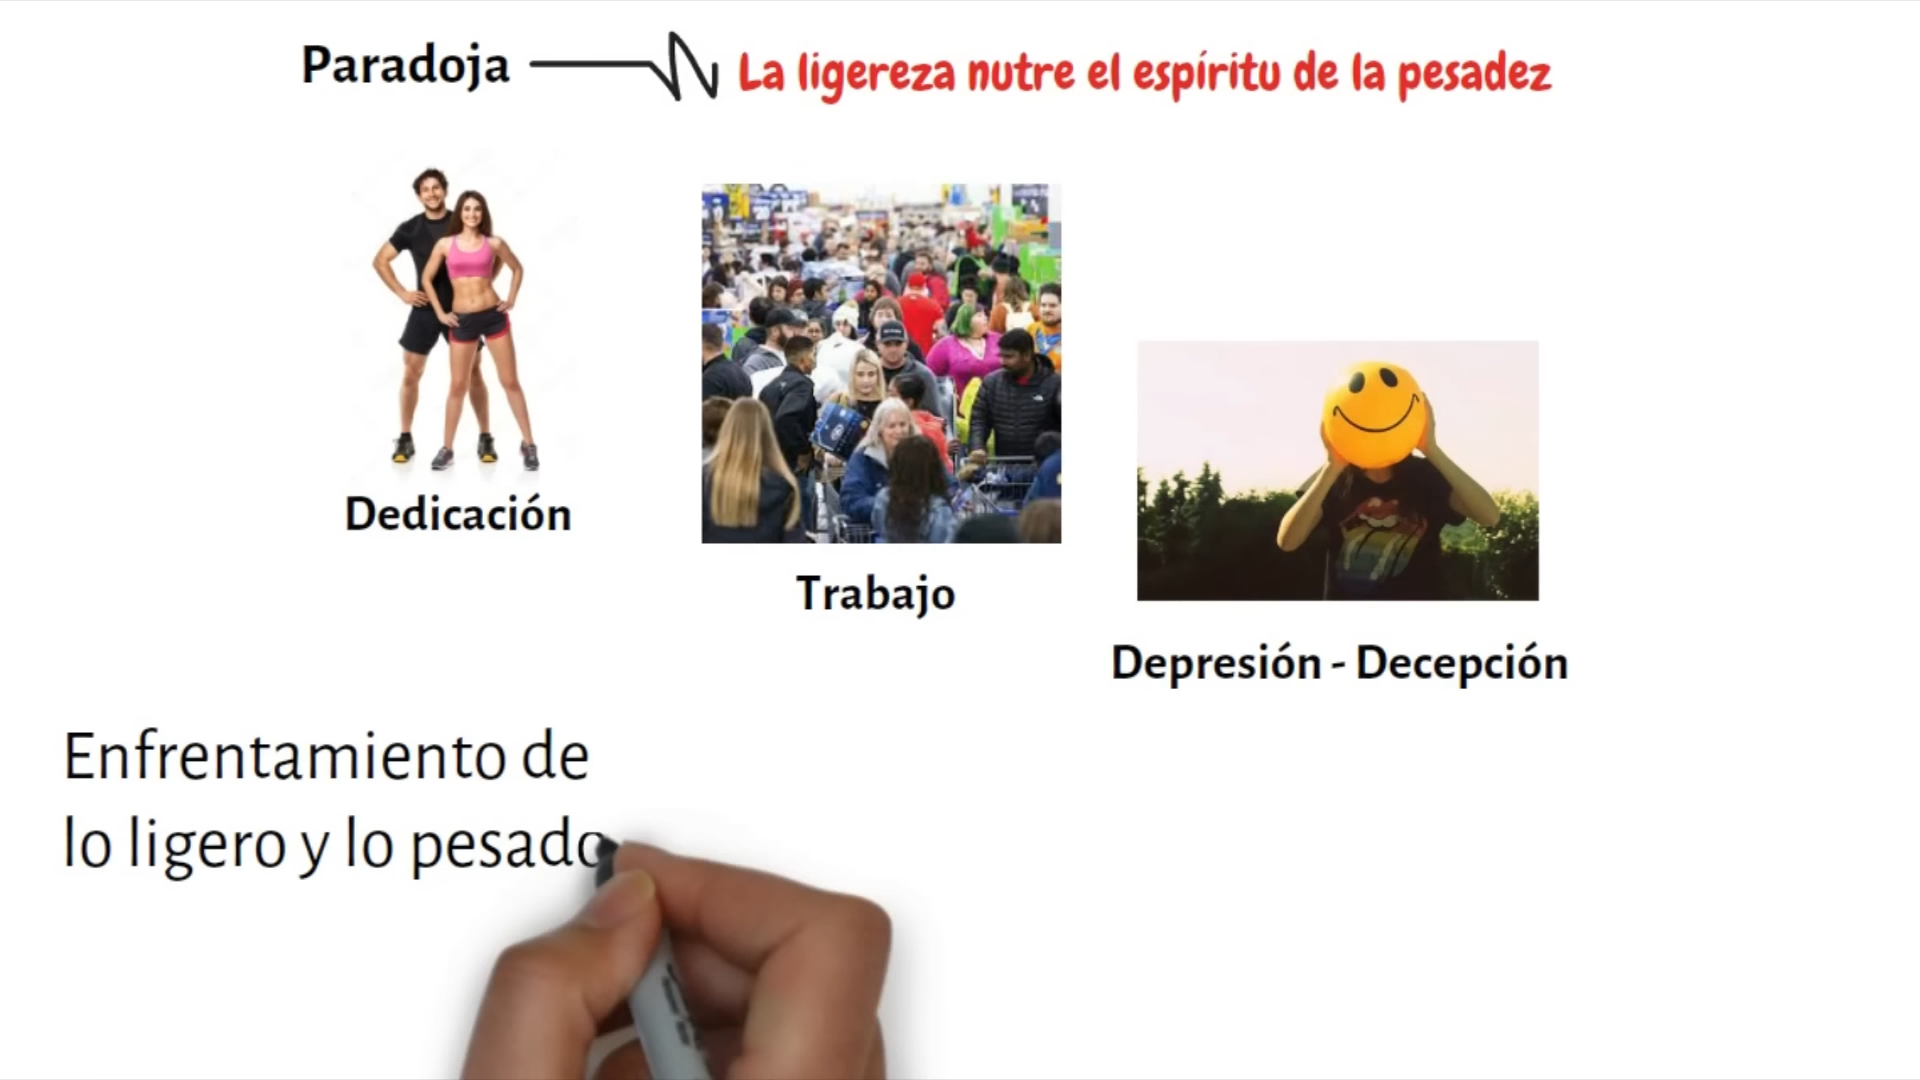 Paradoja
La ligereza nutre el espíritu de la pesadez
Dedicación
Trabajo
Depresión - Decepción
Enfrentamiento de
lo ligero y lo pesado